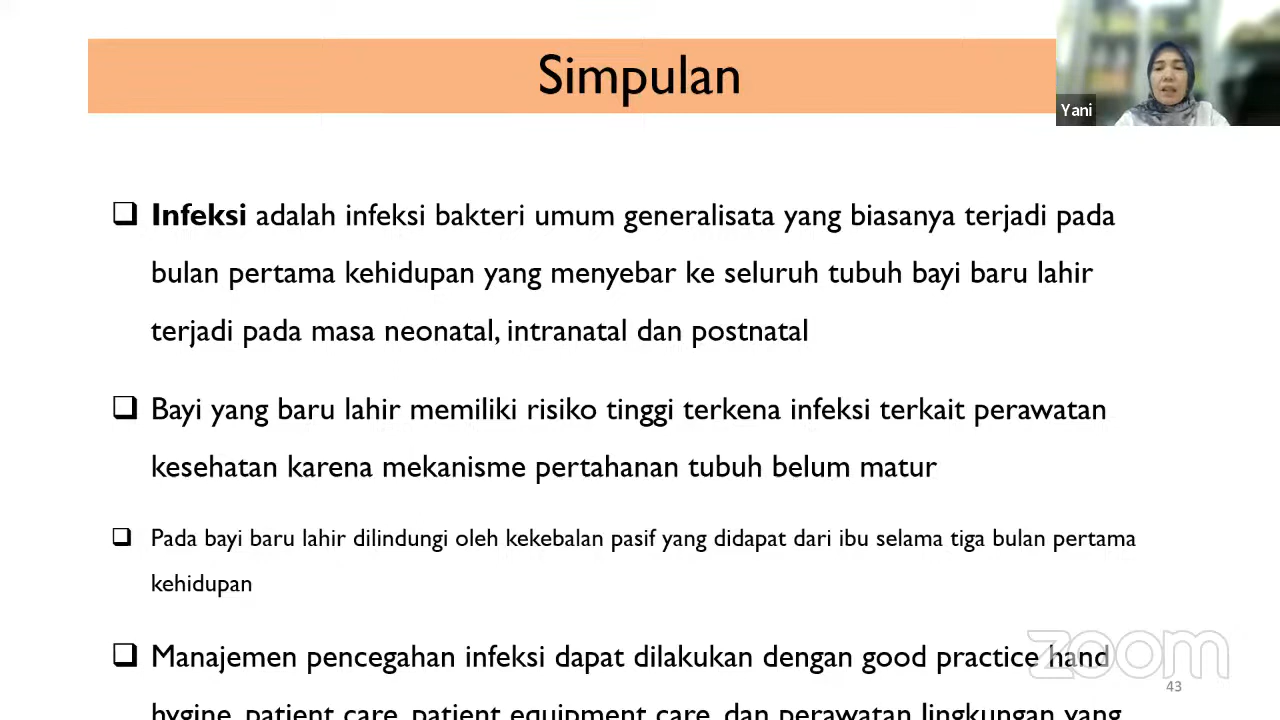 Simpulan
Yani
Infeksi adalah infeksi bakteri umum generalisata yang biasanya terjadi pada
bulan pertama kehidupan yang menyebar ke seluruh tubuh bayi baru lahir
terjadi pada masa neonatal, intranatal dan postnatal
Bayi yang baru lahir memiliki risiko tinggi terkena infeksi terkait perawatan
kesehatan karena mekanisme pertahanan tubuh belum matur
Pada bayi baru lahir dilindungi oleh kekebalan pasif yang didapat dari ibu selama tiga bulan pertama
kehidupan
Manajemen pencegahan infeksi dapat dilakukan dengan good practice hand
bygine, patient care, patient equipment care, dan perawatan lingkungan yang
zoom
43